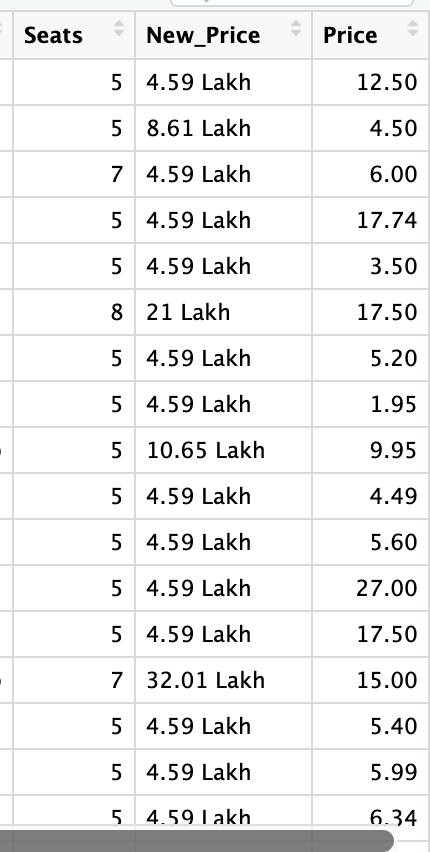 Seats New_Price Price
5 4.59 Lakh 12.50
5 8.61 Lakh 4.50
7 4.59 Lakh 6.00
5 4.59 Lakh 17.74
5 4.59 Lakh 3.50
8 21 Lakh 17.50
5 4.59 Lakh 5.20
5 4.59 Lakh 1.95
5 10.65 Lakh 9.95
5 4.59 Lakh 4.49
5 4.59 Lakh 5.60
5 4.59 Lakh 27.00
5 4.59 Lakh 17.50
7 32.01 Lakh 15.00
5 4.59 Lakh 5.40
5 4.59 Lakh 5.99
5 4.59 Lakh 6.34